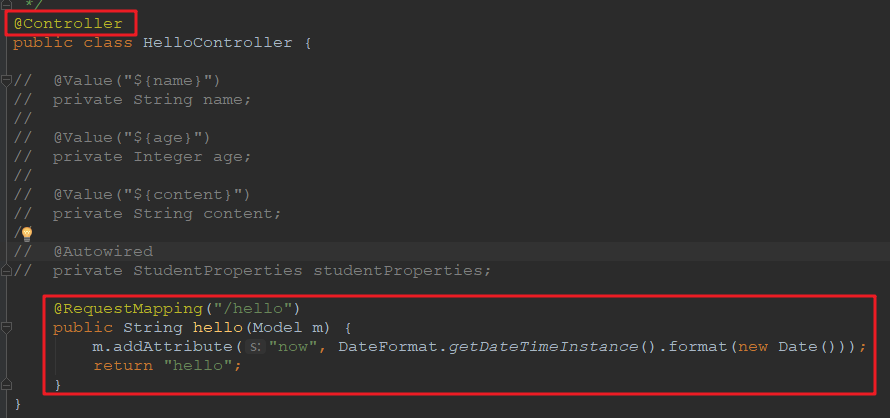 */
@Controller
public class HelloController {
//  @Value("${name}")
//  private String name;
//
//  @Value("${age}")
//  private Integer age;
//
//  @Value("${content}")
//  private String content;
/
//  @Autowired
//  private StudentProperties studentProperties;
    @RequestMapping("/hello")
    public String hello(Model m) {
        m.addAttribute( s: "now", DateFormat.getDateTimeInstance().format(new Date()));
        return "hello";
    }
}